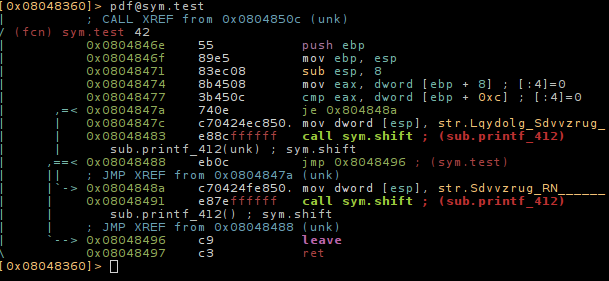 [0x08048360]> pdf@sym.test
| ; CALL XREF from 0x0804850c (unk)
/ (fcn) sym.test 42
| 0x0804846e 55 push ebp
| 0x0804846f 89e5 mov ebp, esp
| 0x08048471 83ec08 sub esp, 8
| 0x08048474 8b4508 mov eax, dword [ebp + 8] ; [:4]=0
| 0x08048477 3b450c cmp eax, dword [ebp + 0xc] ; [:4]=0
| ,=< 0x0804847a 740e je 0x804848a
| | 0x0804847c c70424ec850. mov dword [esp], str.Lqydolg_Sdvvzrug_
| | 0x08048483 e88cffffff call sym.shift ; (sub.printf_412)
| | sub.printf_412(unk) ; sym.shift
| ,==< 0x08048488 eb0c jmp 0x8048496 ; (sym.test)
| || ; JMP XREF from 0x0804847a (unk)
| |`-> 0x0804848a c70424fe850. mov dword [esp], str.Sdvvzrug_RN______
| | 0x08048491 e87effffff call sym.shift ; (sub.printf_412)
| | sub.printf_412() ; sym.shift
| | ; JMP XREF from 0x08048488 (unk)
| `--> 0x08048496 c9 leave
\ 0x08048497 c3 ret
[0x08048360]>